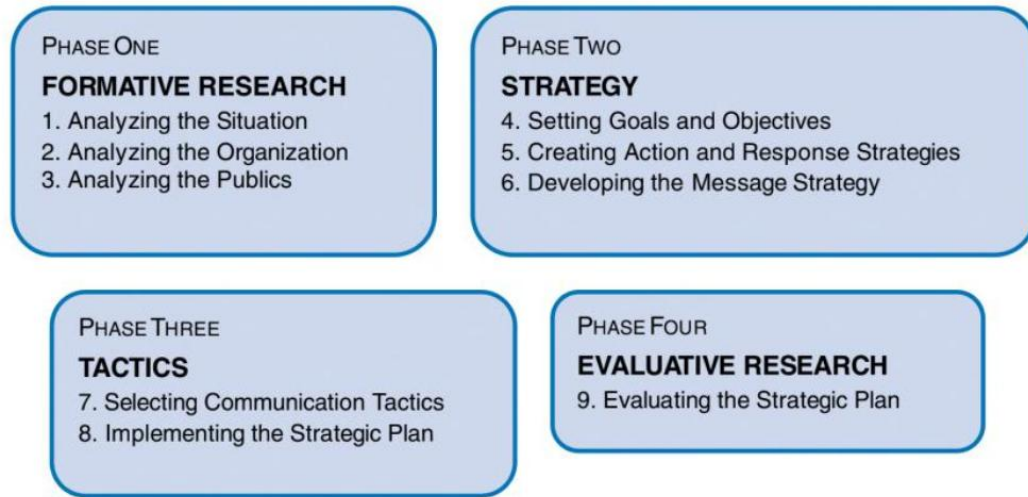 PHASE ONE
FORMATIVE RESEARCH
1. Analyzing the Situation
2. Analyzing the Organization
3. Analyzing the Publics
PHASE TWO
STRATEGY
4. Setting Goals and Objectives
5. Creating Action and Response Strategies
6. Developing the Message Strategy
PHASE THREE
TACTICS
7. Selecting Communication Tactics
8. Implementing the Strategic Plan
PHASE FOUR
EVALUATIVE RESEARCH
9. Evaluating the Strategic Plan